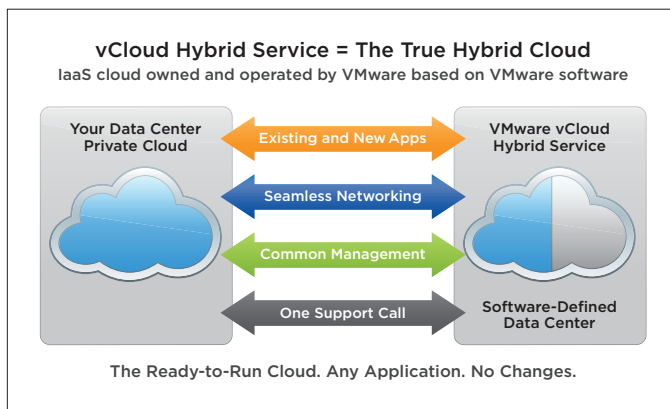 vCloud Hybrid Service = The True Hybrid Cloud
IaaS cloud owned and operated by VMware based on VMware software
Your Data Center
Private Cloud
Existing and New Apps
Seamless Networking
Common Management
One Support Call
VMware vCloud
Hybrid Service
Software-Defined
Data Center
The Ready-to-Run Cloud. Any Application. No Changes.